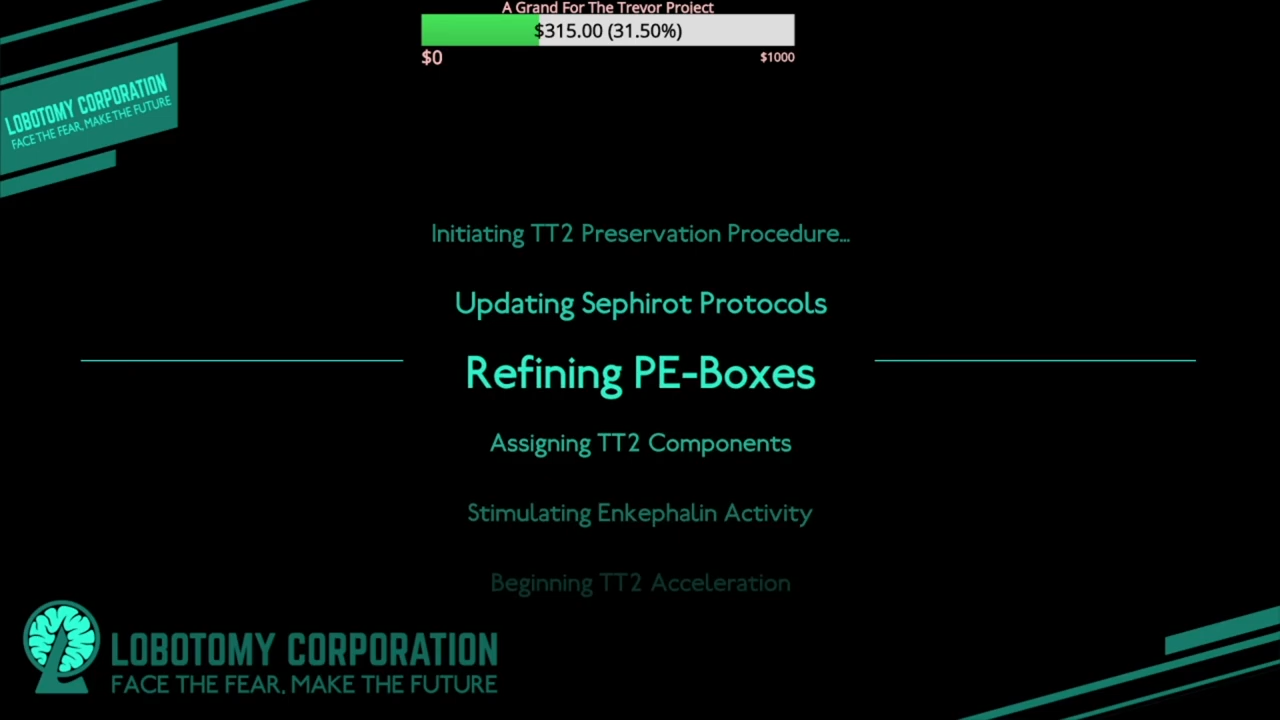 A Grand For The Trevor Project
$315.00 (31.50%)
$0
$1000
LOBOTOMY CORPORATION
FACE THE FEAR, MAKE THE FUTURE
Initiating TT2 Preservation Procedure...
Updating Sephirot Protocols
Refining PE-Boxes
Assigning TT2 Components
Stimulating Enkephalin Activity
Beginning TT2 Acceleration
LOBOTOMY CORPORATION
FACE THE FEAR, MAKE THE FUTURE